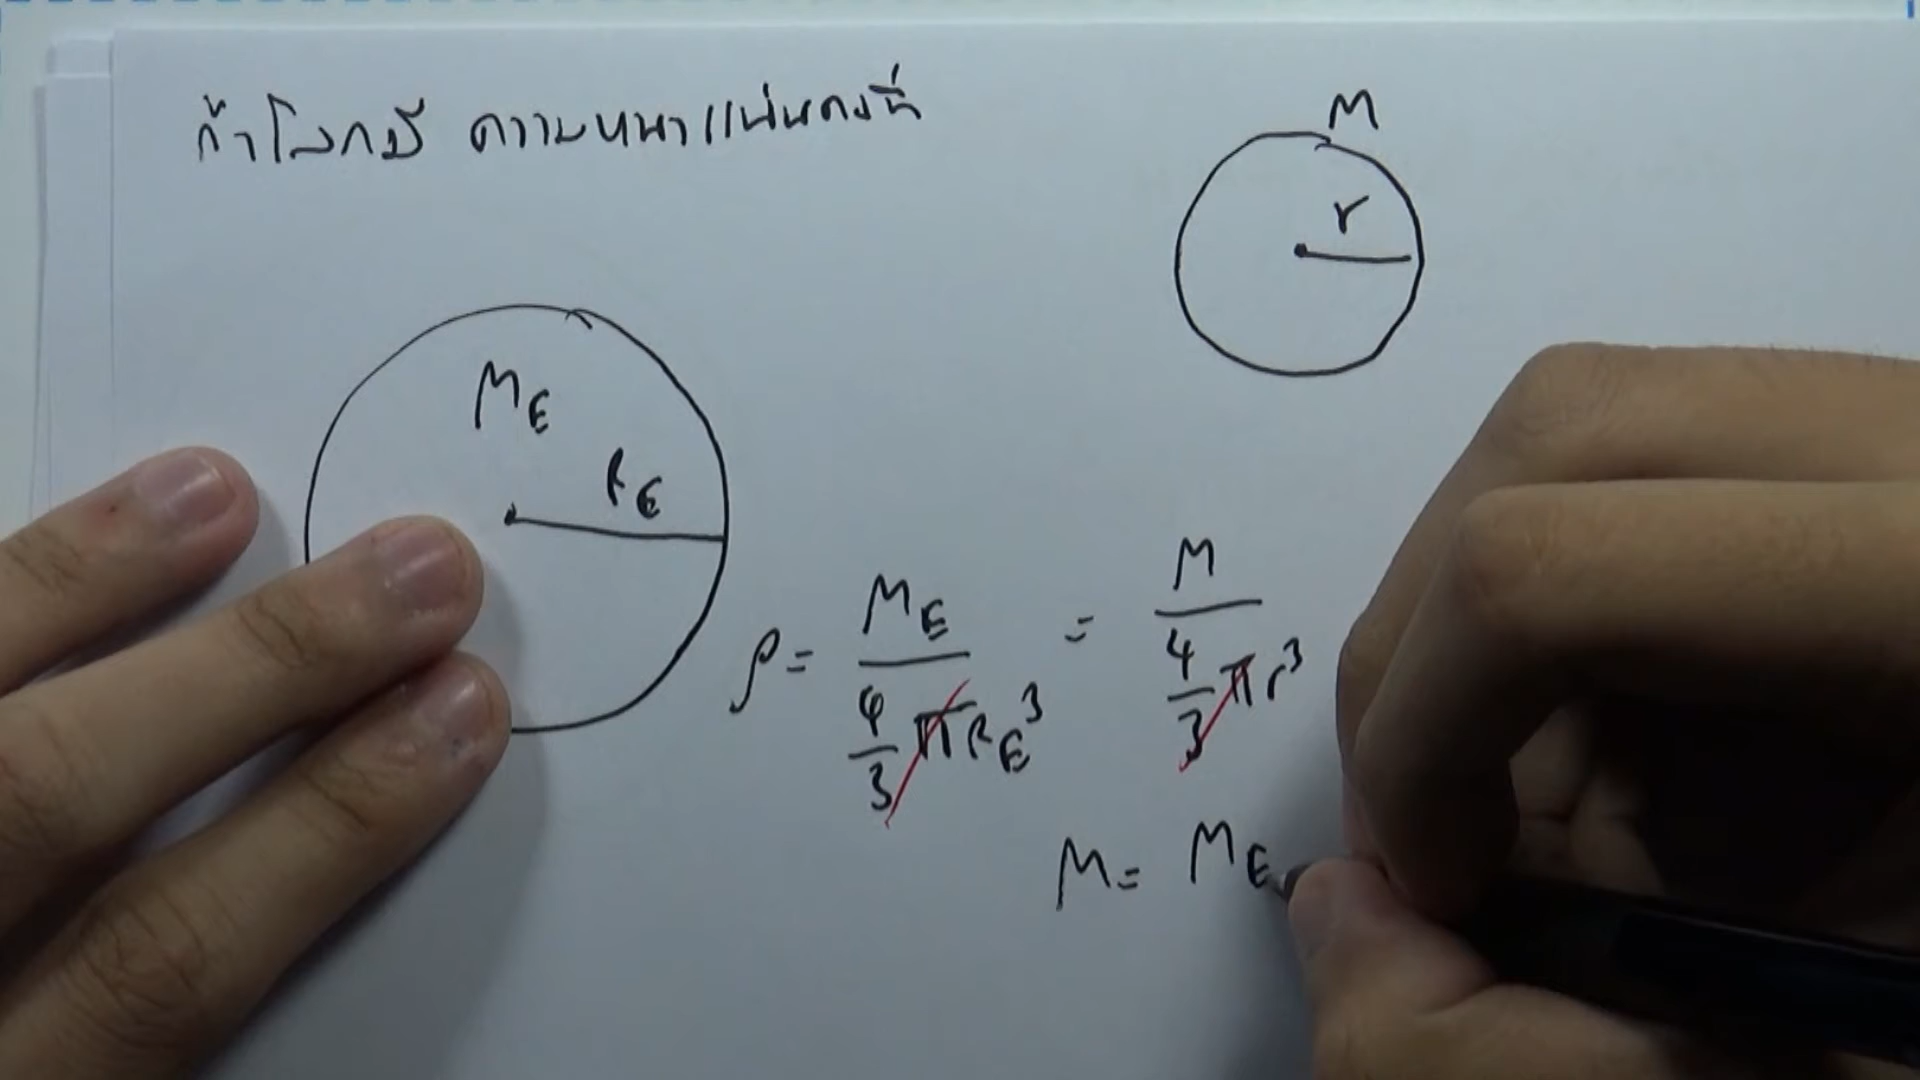 ถ้าโลกมี ความหนาแน่นคงที่
M
r
M_E
R_E
ρ = M_E / (4/3 π R_E³) = M / (4/3 π r³)
M = M_E